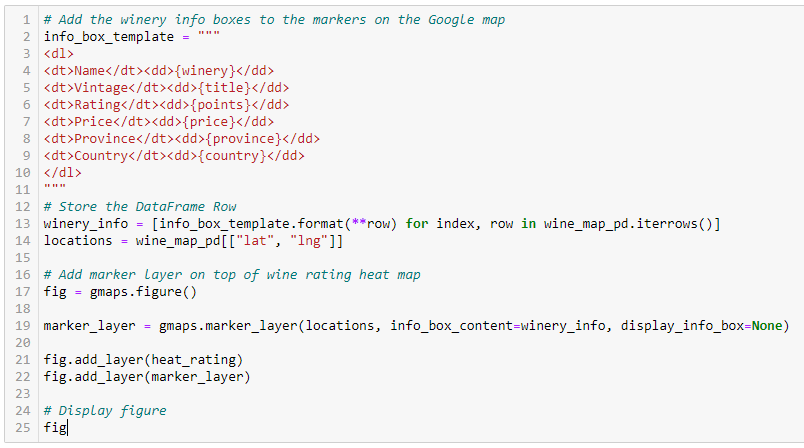 1 # Add the winery info boxes to the markers on the Google map
2 info_box_template = """
3 <dl>
4 <dt>Name</dt><dd>{winery}</dd>
5 <dt>Vintage</dt><dd>{title}</dd>
6 <dt>Rating</dt><dd>{points}</dd>
7 <dt>Price</dt><dd>{price}</dd>
8 <dt>Province</dt><dd>{province}</dd>
9 <dt>Country</dt><dd>{country}</dd>
10 </dl>
11 """
12 # Store the DataFrame Row
13 winery_info = [info_box_template.format(**row) for index, row in wine_map_pd.iterrows()]
14 locations = wine_map_pd[["lat", "lng"]]
15
16 # Add marker layer on top of wine rating heat map
17 fig = gmaps.figure()
18
19 marker_layer = gmaps.marker_layer(locations, info_box_content=winery_info, display_info_box=None)
20
21 fig.add_layer(heat_rating)
22 fig.add_layer(marker_layer)
23
24 # Display figure
25 fig